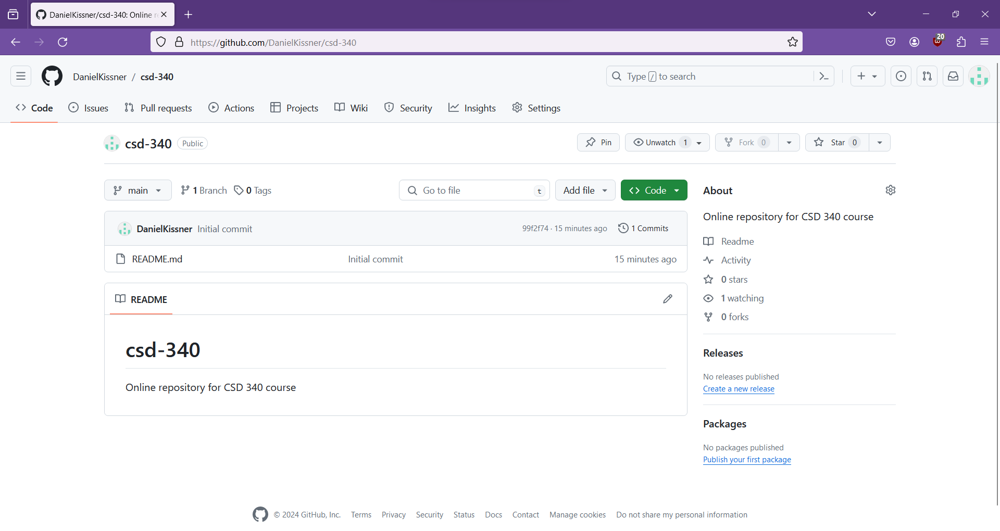 DanielKissner/csd-340: Online r
20
https://github.com/DanielKissner/csd-340
DanielKissner / csd-340
Type / to search
Code Issues Pull requests Actions Projects Wiki Security Insights Settings
csd-340 Public
Pin Unwatch 1 Fork 0 Star 0
main 1 Branch 0 Tags Go to file t Add file Code
DanielKissner Initial commit 99f2f74 · 15 minutes ago 1 Commits
README.md Initial commit 15 minutes ago
README
csd-340
Online repository for CSD 340 course
About
Online repository for CSD 340 course
Readme
Activity
0 stars
1 watching
0 forks
Releases
No releases published
Create a new release
Packages
No packages published
Publish your first package
© 2024 GitHub, Inc. Terms Privacy Security Status Docs Contact Manage cookies Do not share my personal information